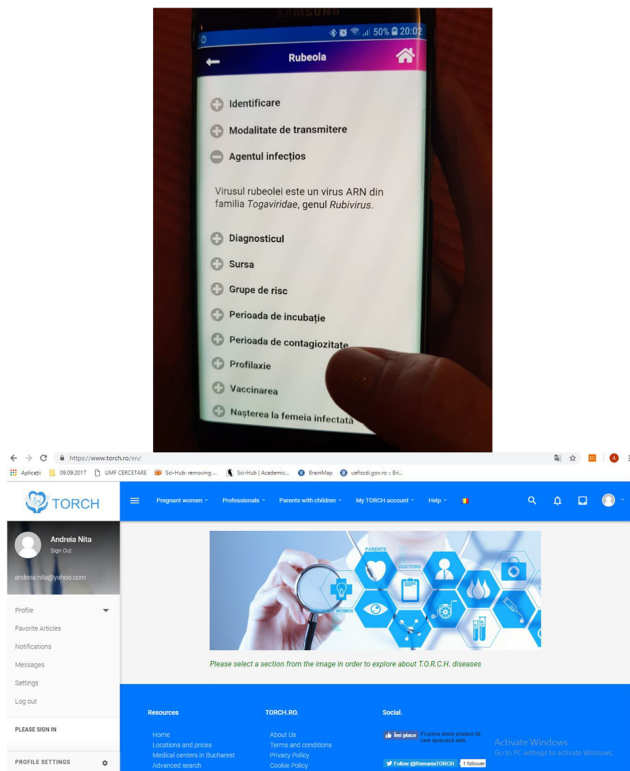 SAMSUNG
50% 20:02
Rubeola
Identificare
Modalitate de transmitere
Agentul infecțios
Virusul rubeolei este un virus ARN din
familia Togaviridae, genul Rubivirus.
Diagnosticul
Sursa
Grupe de risc
Perioada de incubație
Perioada de contagiozitate
Profilaxie
Vaccinarea
Nașterea la femeia infectată
https://www.torch.ro/en/
Aplicații 09.09.2017 UMF CERCETARE Sci-Hub: removing ... Sci-Hub | Academic... BrainMap uefiscdi.gov.ro :: Bri...
TORCH Pregnant women Professionals Parents with children My TORCH account Help
Andreia Nita
Sign Out
andreia.nita@yahoo.com
Profile
Favorite Articles
Notifications
Messages
Settings
Log out
PLEASE SIGN IN
PROFILE SETTINGS
PARENTS
DOCTORS
WOMEN
Please select a section from the image in order to explore about T.O.R.C.H. diseases
Resources TORCH.RO. Social.
Home
Locations and prices
Medical centers in Bucharest
Advanced search
About Us
Terms and conditions
Privacy Policy
Cookie Policy
Îmi place
Follow @RomaniaTORCH 1 follower
Activate Windows
Go to PC settings to activate Windows.